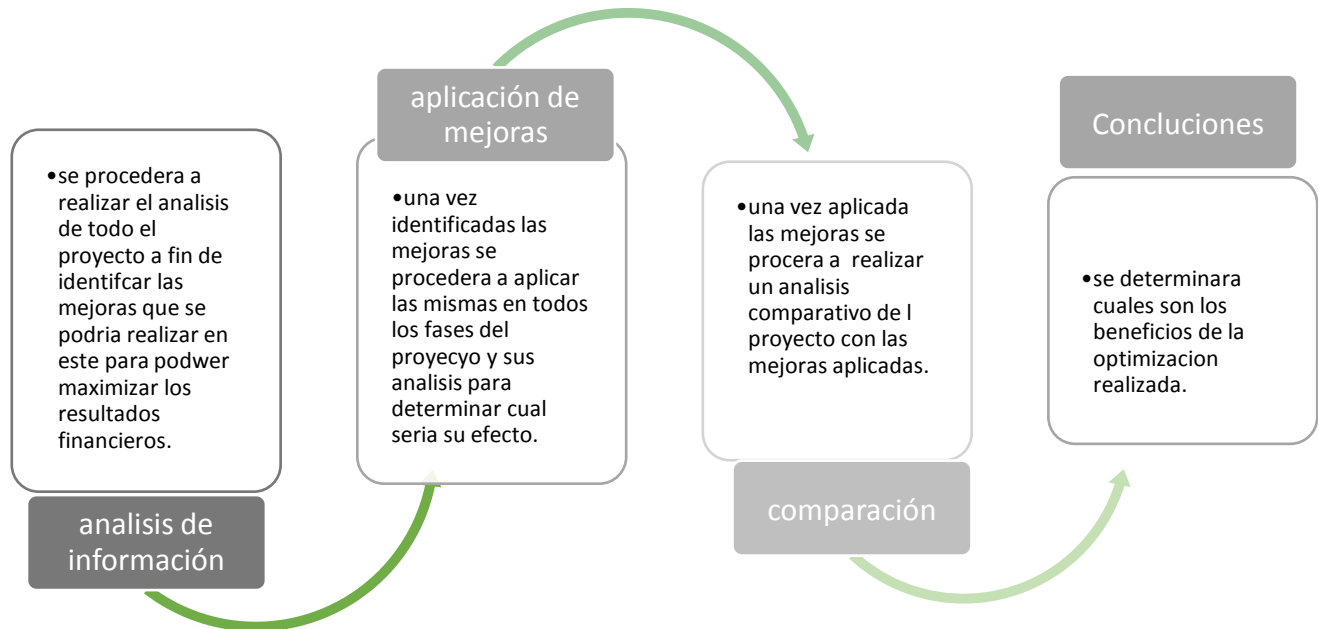 •se procedera a
realizar el analisis
de todo el
proyecto a fin de
identifcar las
mejoras que se
podria realizar en
este para podwer
maximizar los
resultados
financieros.
analisis de
información
aplicación de
mejoras
•una vez
identificadas las
mejoras se
procedera a aplicar
las mismas en todos
los fases del
proyecyo y sus
analisis para
determinar cual
seria su efecto.
•una vez aplicada
las mejoras se
procera a realizar
un analisis
comparativo de l
proyecto con las
mejoras aplicadas.
comparación
Concluciones
•se determinara
cuales son los
beneficios de la
optimizacion
realizada.